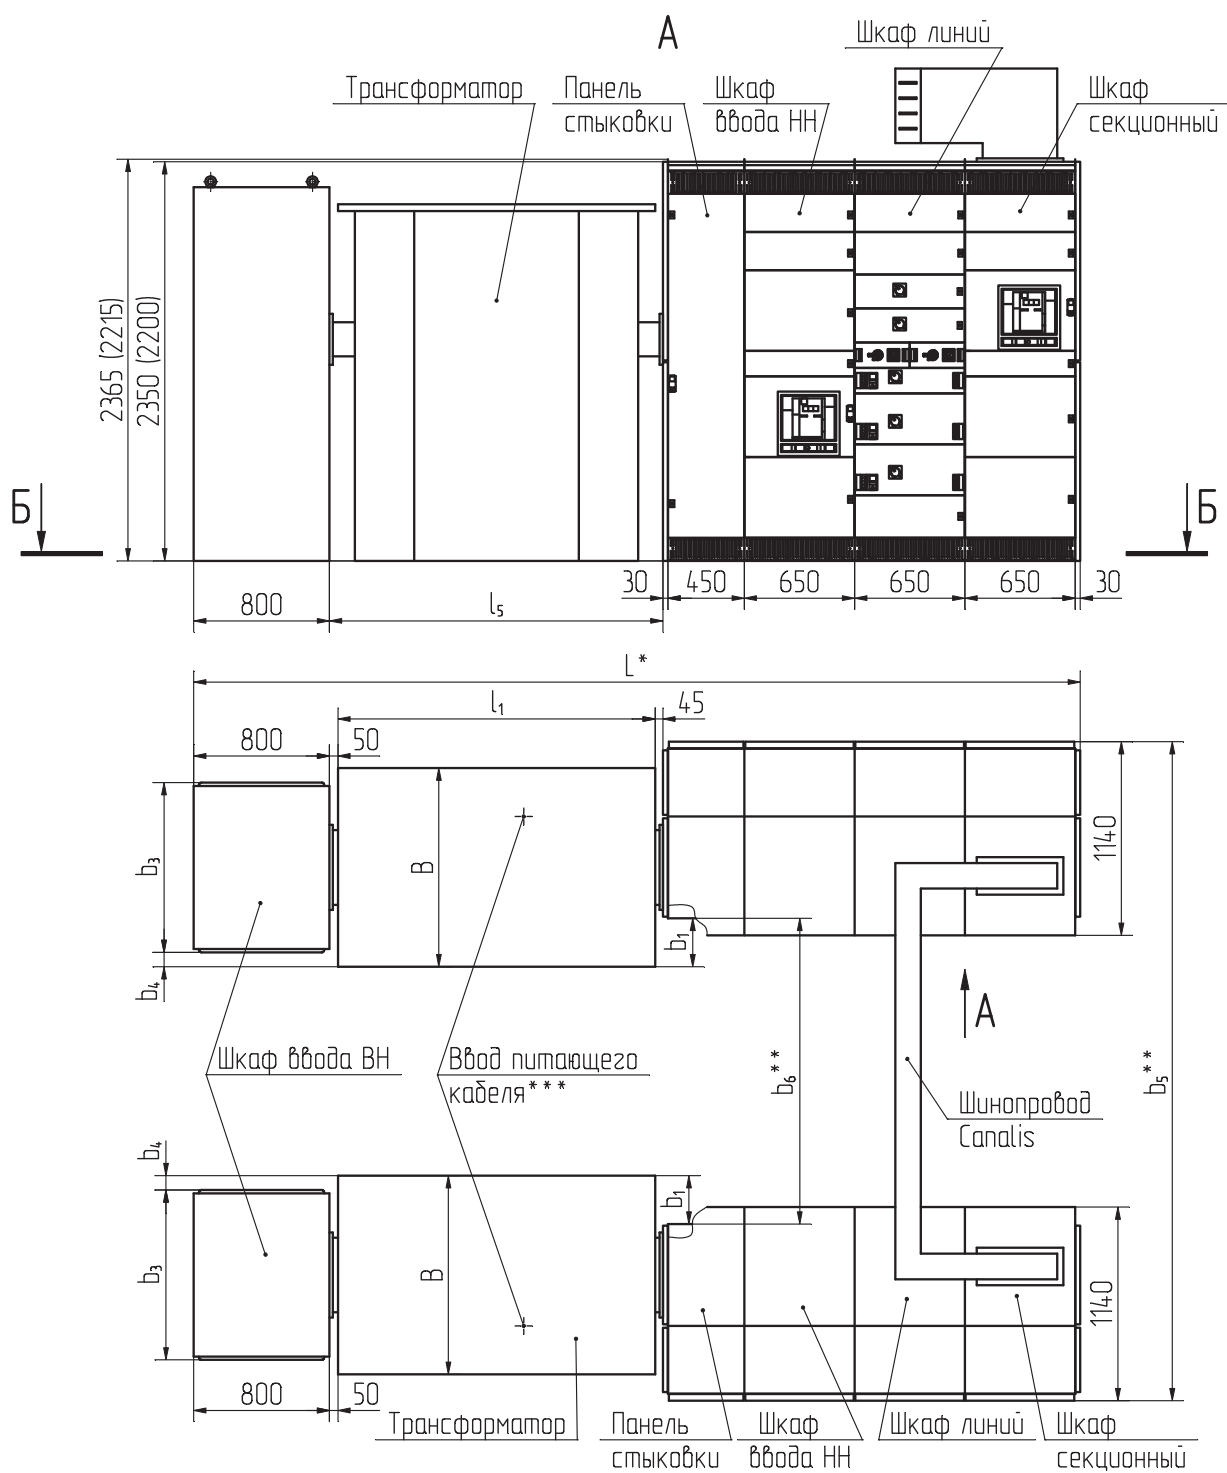 А
Шкаф линий
Трансформатор
Панель
стыковки
Шкаф
ввода НН
Шкаф
секционный
2365 (2215)
2350 (2200)
Б
Б
30
450
650
650
650
30
800
l₅
L*
l₁
45
800
50
b₃
B
b₁
1140
b₄
А
Шкаф ввода ВН
Ввод питающего
кабеля***
b₆**
b₅**
Шинопровод
Canalis
b₄
b₁
b₃
B
1140
800
50
Трансформатор
Панель
стыковки
Шкаф
ввода НН
Шкаф линий
Шкаф
секционный